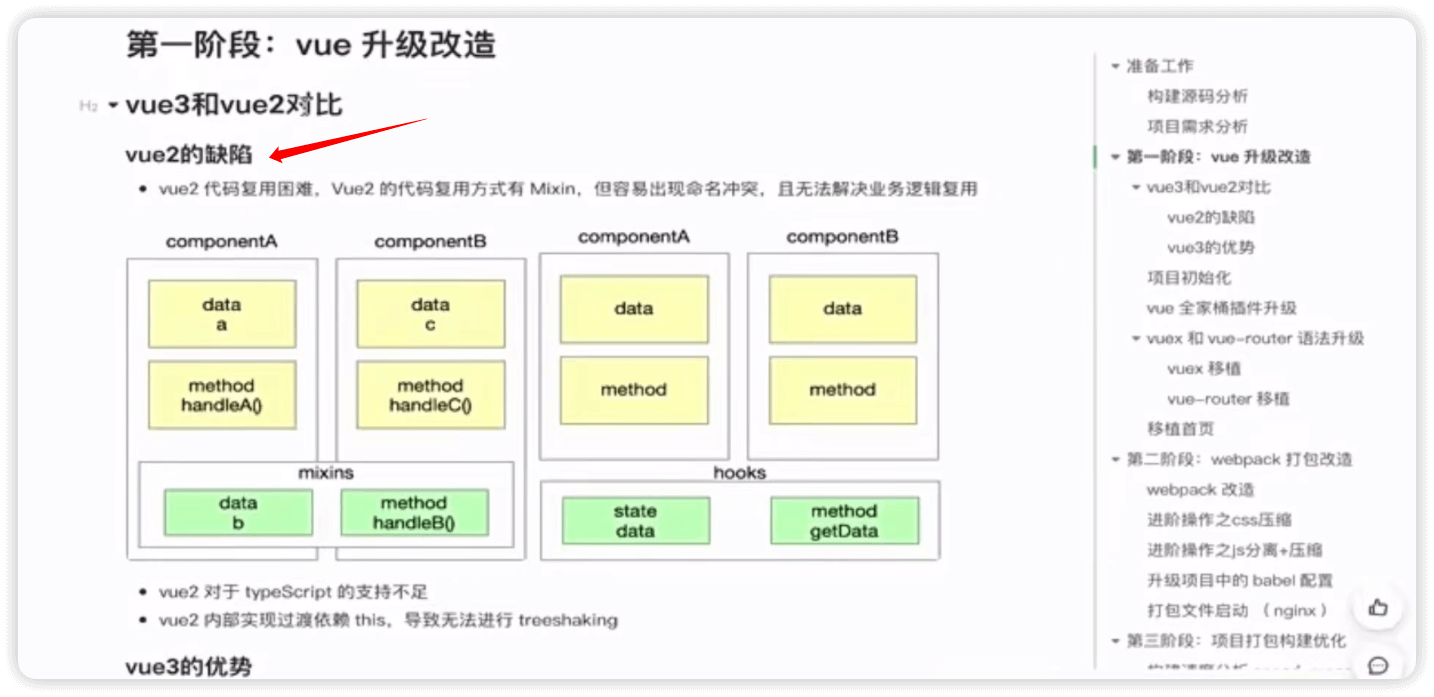 第一阶段：vue 升级改造
H2 vue3和vue2对比
vue2的缺陷
vue2 代码复用困难，Vue2 的代码复用方式有 Mixin，但容易出现命名冲突，且无法解决业务逻辑复用
componentA
componentB
componentA
componentB
data
a
data
c
data
data
method
handleA()
method
handleC()
method
method
mixins
hooks
data
b
method
handleB()
state
data
method
getData
vue2 对于 typeScript 的支持不足
vue2 内部实现过渡依赖 this，导致无法进行 treeshaking
vue3的优势
准备工作
构建源码分析
项目需求分析
第一阶段：vue 升级改造
vue3和vue2对比
vue2的缺陷
vue3的优势
项目初始化
vue 全家桶插件升级
vuex 和 vue-router 语法升级
vuex 移植
vue-router 移植
移植首页
第二阶段：webpack 打包改造
webpack 改造
进阶操作之css压缩
进阶操作之js分离+压缩
升级项目中的 babel 配置
打包文件启动 （nginx）
第三阶段：项目打包构建优化